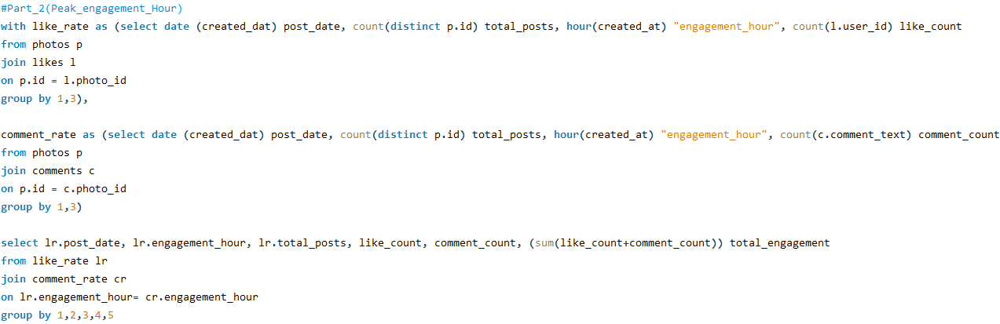 #Part_2(Peak_engagement_Hour)
with like_rate as (select date (created_dat) post_date, count(distinct p.id) total_posts, hour(created_at) "engagement_hour", count(l.user_id) like_count
from photos p
join likes l
on p.id = l.photo_id
group by 1,3),
comment_rate as (select date (created_dat) post_date, count(distinct p.id) total_posts, hour(created_at) "engagement_hour", count(c.comment_text) comment_count
from photos p
join comments c
on p.id = c.photo_id
group by 1,3)
select lr.post_date, lr.engagement_hour, lr.total_posts, like_count, comment_count, (sum(like_count+comment_count)) total_engagement
from like_rate lr
join comment_rate cr
on lr.engagement_hour= cr.engagement_hour
group by 1,2,3,4,5